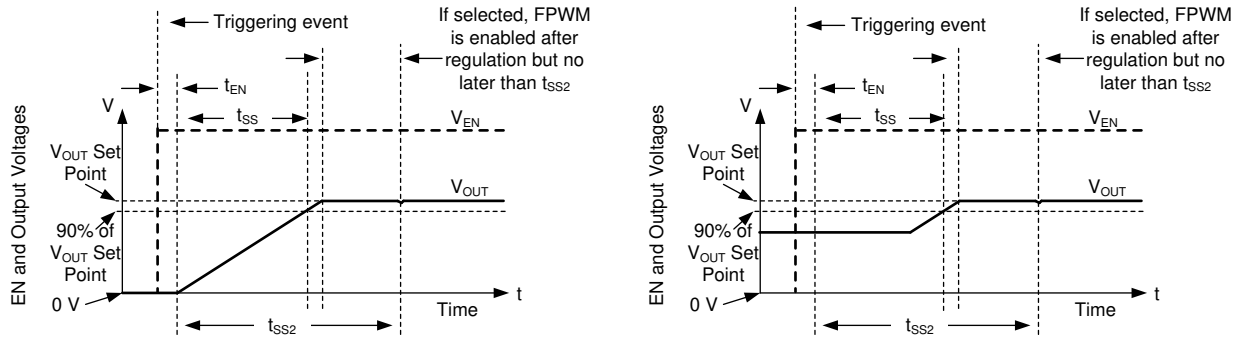 Triggering event
If selected, FPWM
is enabled after
regulation but no
later than tSS2
tEN
tSS
V
VEN
VOUT Set
Point
VOUT
90% of
VOUT Set
Point
0 V
EN and Output Voltages
t
Time
tSS2
Triggering event
If selected, FPWM
is enabled after
regulation but no
later than tSS2
tEN
tSS
V
VEN
VOUT Set
Point
VOUT
90% of
VOUT Set
Point
0 V
EN and Output Voltages
t
Time
tSS2